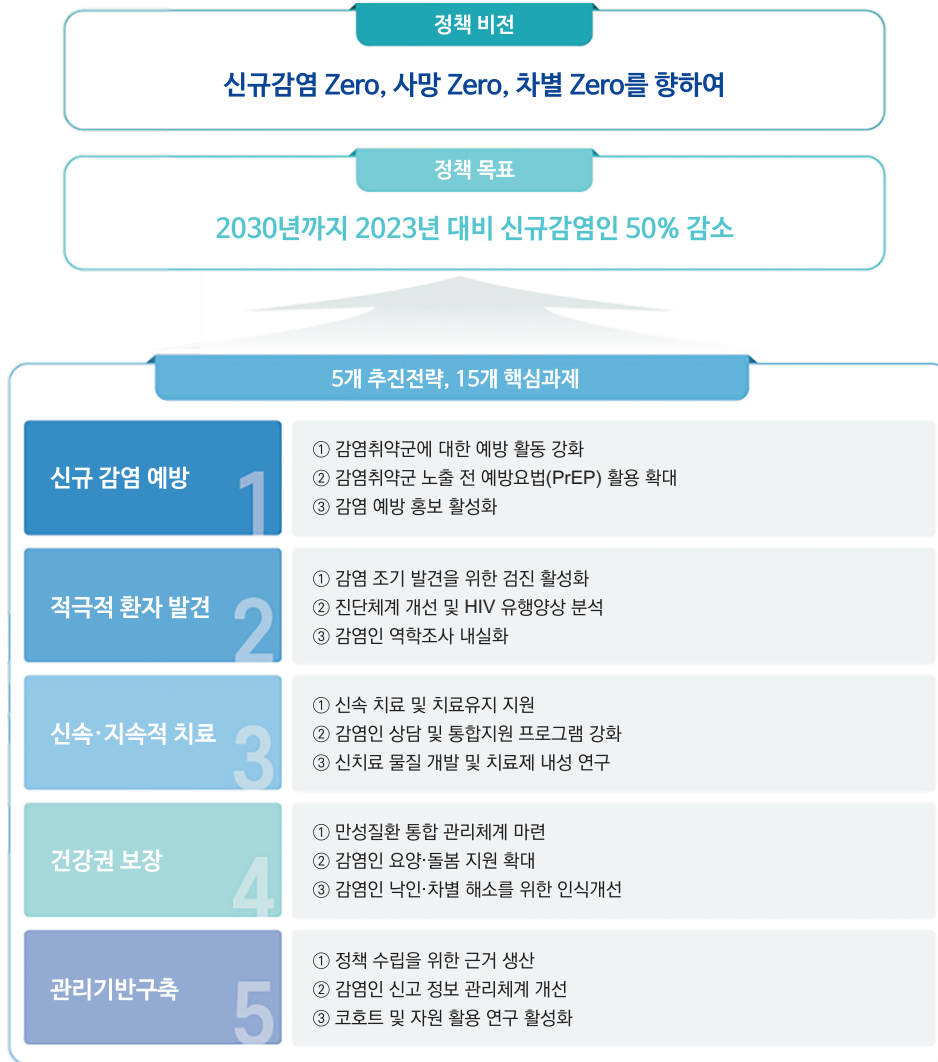 정책 비전
신규감염 Zero, 사망 Zero, 차별 Zero를 향하여
정책 목표
2030년까지 2023년 대비 신규감염인 50% 감소
5개 추진전략, 15개 핵심과제
신규 감염 예방
1
① 감염취약군에 대한 예방 활동 강화
② 감염취약군 노출 전 예방요법(PrEP) 활용 확대
③ 감염 예방 홍보 활성화
적극적 환자 발견
2
① 감염 조기 발견을 위한 검진 활성화
② 진단체계 개선 및 HIV 유행양상 분석
③ 감염인 역학조사 내실화
신속·지속적 치료
3
① 신속 치료 및 치료유지 지원
② 감염인 상담 및 통합지원 프로그램 강화
③ 신치료 물질 개발 및 치료제 내성 연구
건강권 보장
4
① 만성질환 통합 관리체계 마련
② 감염인 요양·돌봄 지원 확대
③ 감염인 낙인·차별 해소를 위한 인식개선
관리기반구축
5
① 정책 수립을 위한 근거 생산
② 감염인 신고 정보 관리체계 개선
③ 코호트 및 자원 활용 연구 활성화